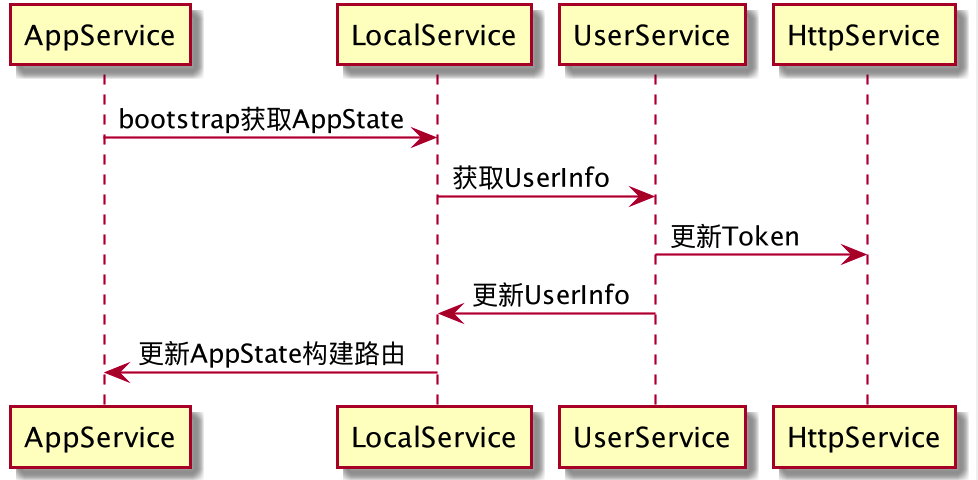 AppService LocalService UserService HttpService
bootstrap获取AppState
获取UserInfo
更新Token
更新UserInfo
更新AppState构建路由
AppService LocalService UserService HttpService